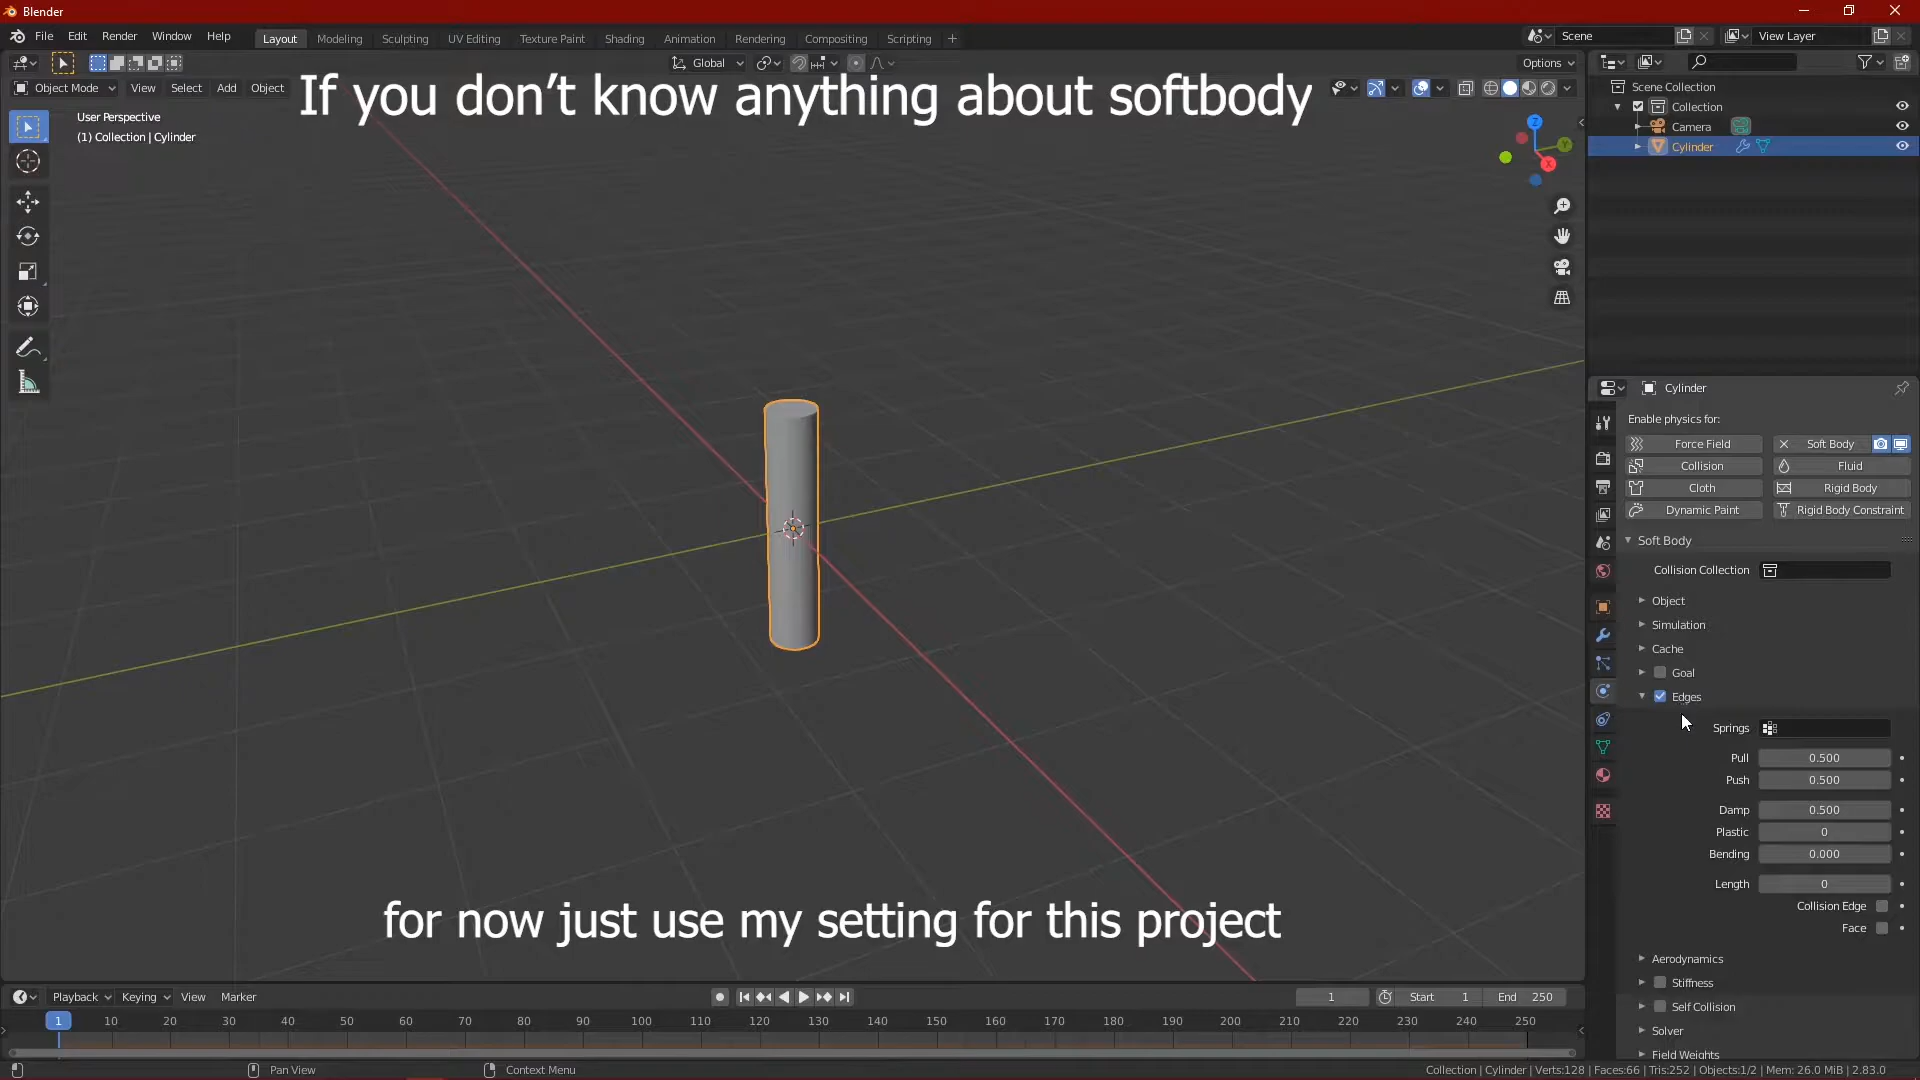 Blender
File Edit Render Window Help
Layout Modeling Sculpting UV Editing Texture Paint Shading Animation Rendering Compositing Scripting +
Scene View Layer
Global Options
Object Mode View Select Add Object
If you don’t know anything about softbody
User Perspective
(1) Collection | Cylinder
Z
Y
X
Scene Collection
Collection
Camera
Cylinder
Cylinder
Enable physics for:
Force Field Soft Body
Collision Fluid
Cloth Rigid Body
Dynamic Paint Rigid Body Constraint
Soft Body
Collision Collection
Object
Simulation
Cache
Goal
Edges
Springs
Pull 0.500
Push 0.500
Damp 0.500
Plastic 0
Bending 0.000
Length 0
Collision Edge
Face
Aerodynamics
Stiffness
Self Collision
Solver
Field Weights
for now just use my setting for this project
Playback Keying View Marker 1 Start 1 End 250
1 10 20 30 40 50 60 70 80 90 100 110 120 130 140 150 160 170 180 190 200 210 220 230 240 250
Pan View Context Menu Collection | Cylinder | Verts:128 | Faces:66 | Tris:252 | Objects:1/2 | Mem: 26.0 MiB | 2.83.0